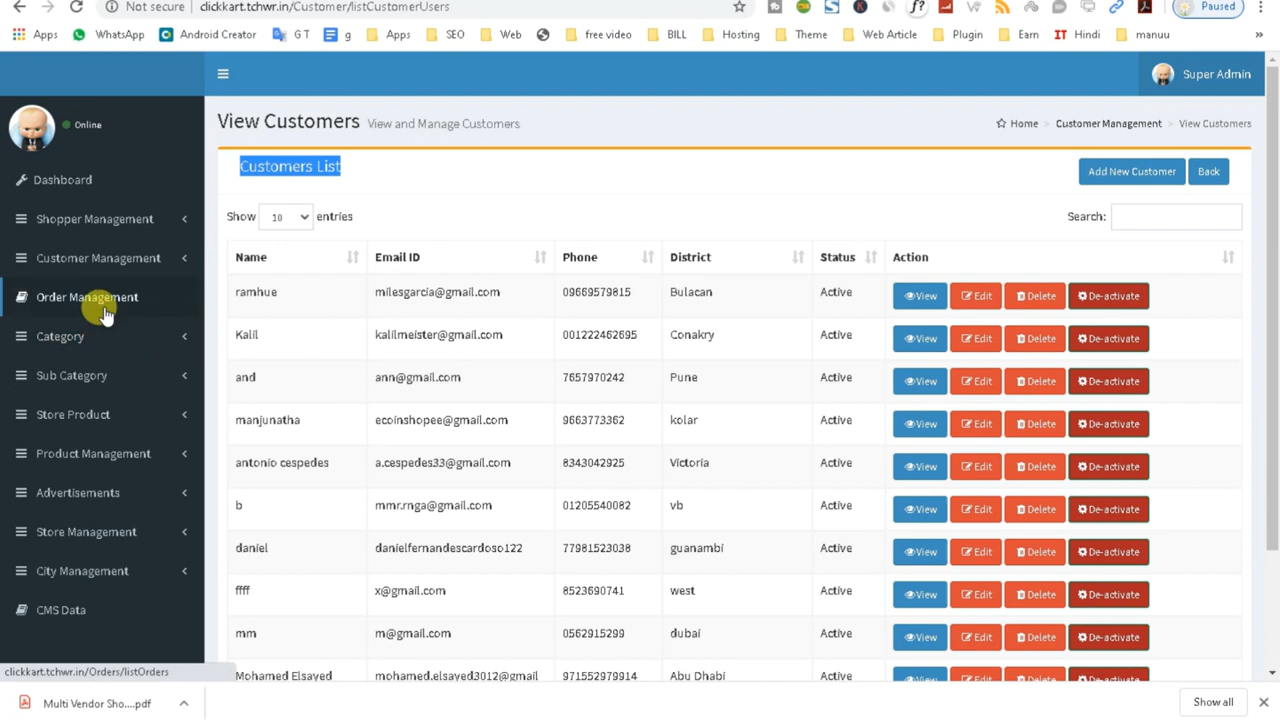 Not secure clickkart.tchwr.in/Customer/listCustomerUsers Paused
Apps WhatsApp Android Creator G T g Apps SEO Web free video BILL Hosting Theme Web Article Plugin Earn IT Hindi manuu »
Super Admin
Online
View Customers View and Manage Customers
Home > Customer Management > View Customers
Customers List
Add New Customer Back
Dashboard
Shopper Management
Customer Management
Order Management
Category
Sub Category
Store Product
Product Management
Advertisements
Store Management
City Management
CMS Data
Show 10 entries
Search:
Name Email ID Phone District Status Action
ramhue milesgarcia@gmail.com 09669579815 Bulacan Active View Edit Delete De-activate
Kalil kalilmeister@gmail.com 001222462695 Conakry Active View Edit Delete De-activate
and ann@gmail.com 7657970242 Pune Active View Edit Delete De-activate
manjunatha ecoinshopee@gmail.com 9663773362 kolar Active View Edit Delete De-activate
antonio cespedes a.cespedes33@gmail.com 8343042925 Victoria Active View Edit Delete De-activate
b mmr.rnga@gmail.com 01205540082 vb Active View Edit Delete De-activate
daniel danielfernandescardoso122 77981523038 guanambi Active View Edit Delete De-activate
ffff x@gmail.com 8523690741 west Active View Edit Delete De-activate
mm m@gmail.com 0562915299 dubai Active View Edit Delete De-activate
Mohamed Elsayed mohamed.elsayed3012@gmail 971552979914 Abu Dhabi Active View Edit Delete De-activate
clickkart.tchwr.in/Orders/listOrders
Multi Vendor Sho....pdf
Show all